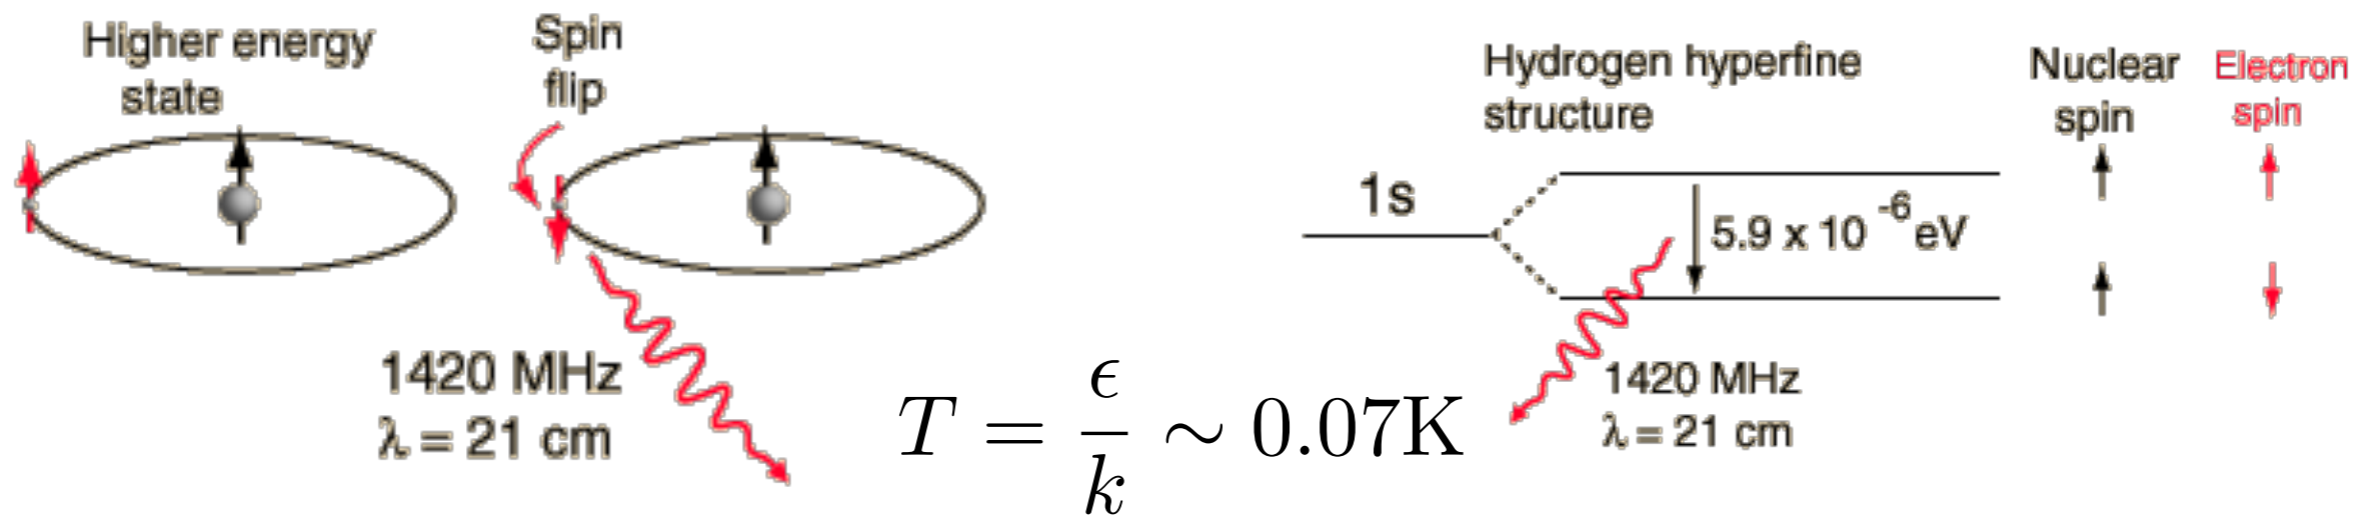 Higher energy
state
Spin
flip
1420 MHz
λ = 21 cm
T = ϵ/k ∼ 0.07K
Hydrogen hyperfine
structure
1s
5.9 x 10⁻⁶ eV
1420 MHz
λ = 21 cm
Nuclear
spin
Electron
spin